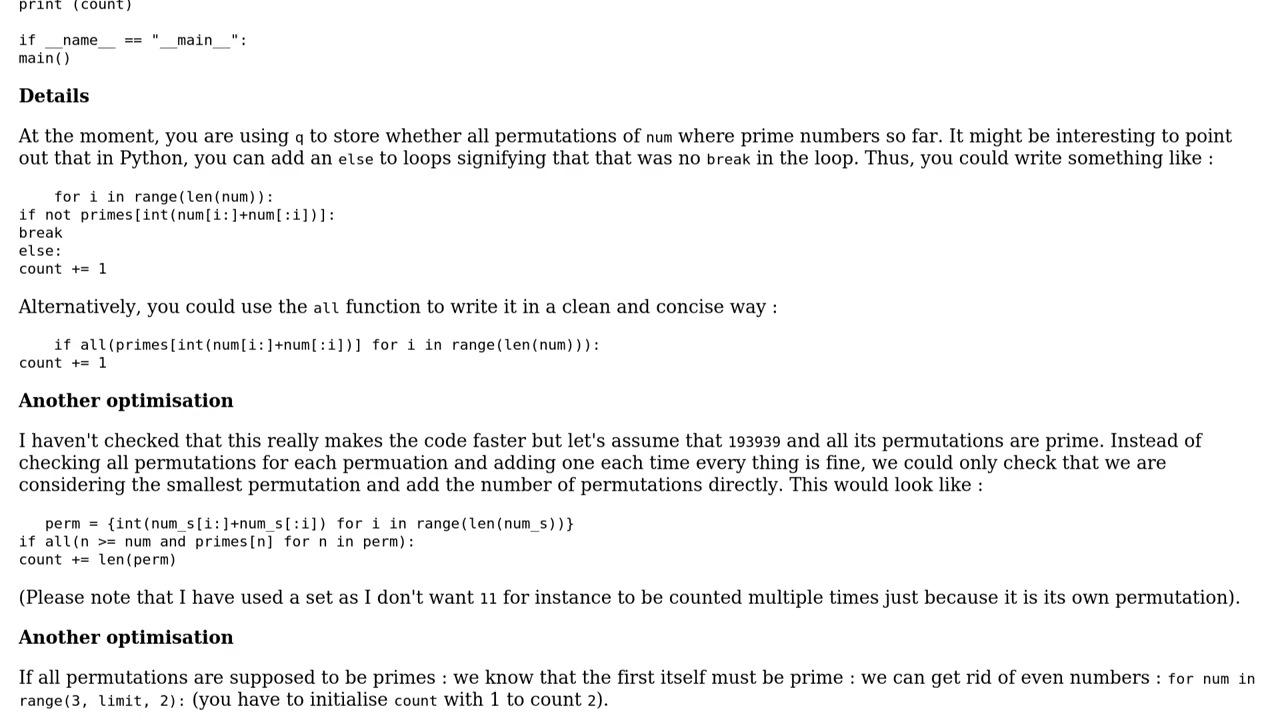 print (count)
if __name__ == "__main__":
main()
Details
At the moment, you are using q to store whether all permutations of num where prime numbers so far. It might be interesting to point
out that in Python, you can add an else to loops signifying that that was no break in the loop. Thus, you could write something like :
for i in range(len(num)):
if not primes[int(num[i:]+num[:i])]:
break
else:
count += 1
Alternatively, you could use the all function to write it in a clean and concise way :
if all(primes[int(num[i:]+num[:i])] for i in range(len(num))):
count += 1
Another optimisation
I haven't checked that this really makes the code faster but let's assume that 193939 and all its permutations are prime. Instead of
checking all permutations for each permuation and adding one each time every thing is fine, we could only check that we are
considering the smallest permutation and add the number of permutations directly. This would look like :
perm = {int(num_s[i:]+num_s[:i]) for i in range(len(num_s))}
if all(n >= num and primes[n] for n in perm):
count += len(perm)
(Please note that I have used a set as I don't want 11 for instance to be counted multiple times just because it is its own permutation).
Another optimisation
If all permutations are supposed to be primes : we know that the first itself must be prime : we can get rid of even numbers : for num in
range(3, limit, 2): (you have to initialise count with 1 to count 2).